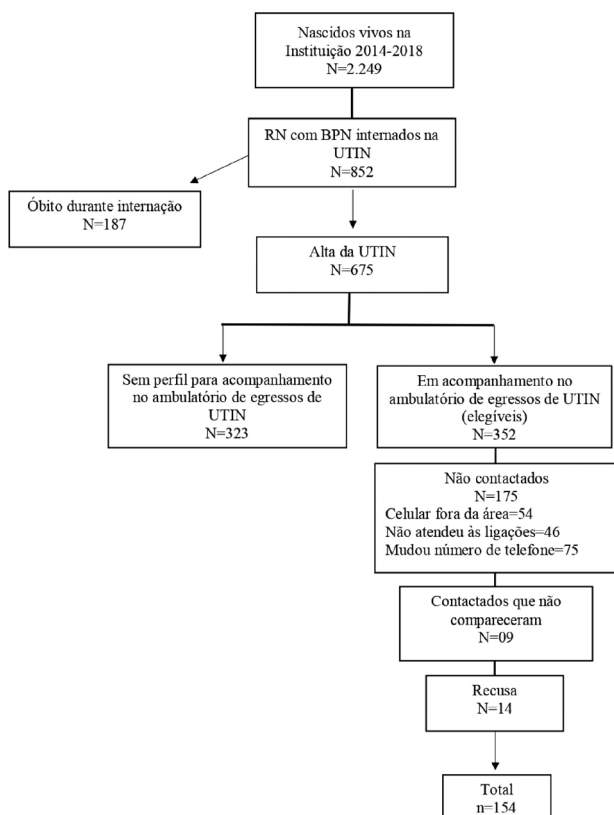 Nascidos vivos na
Instituição 2014-2018
N=2.249
RN com BPN internados na
UTIN
N=852
Óbito durante internação
N=187
Alta da UTIN
N=675
Sem perfil para acompanhamento
no ambulatório de egressos de
UTIN
N=323
Em acompanhamento no
ambulatório de egressos de UTIN
(elegíveis)
N=352
Não contactados
N=175
Celular fora da área=54
Não atendeu às ligações=46
Mudou número de telefone=75
Contactados que não
compareceram
N=09
Recusa
N=14
Total
n=154